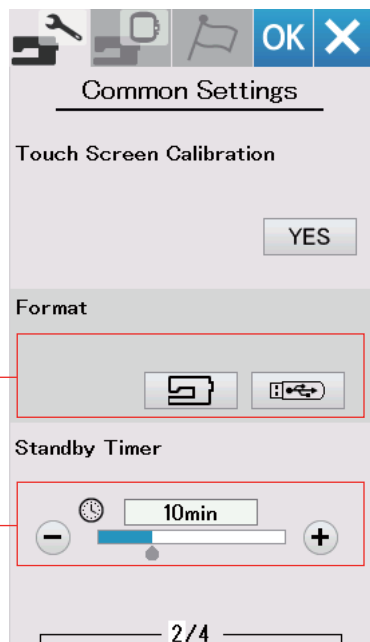 OK
Common Settings
Touch Screen Calibration
YES
Format
Standby Timer
10min
2/4